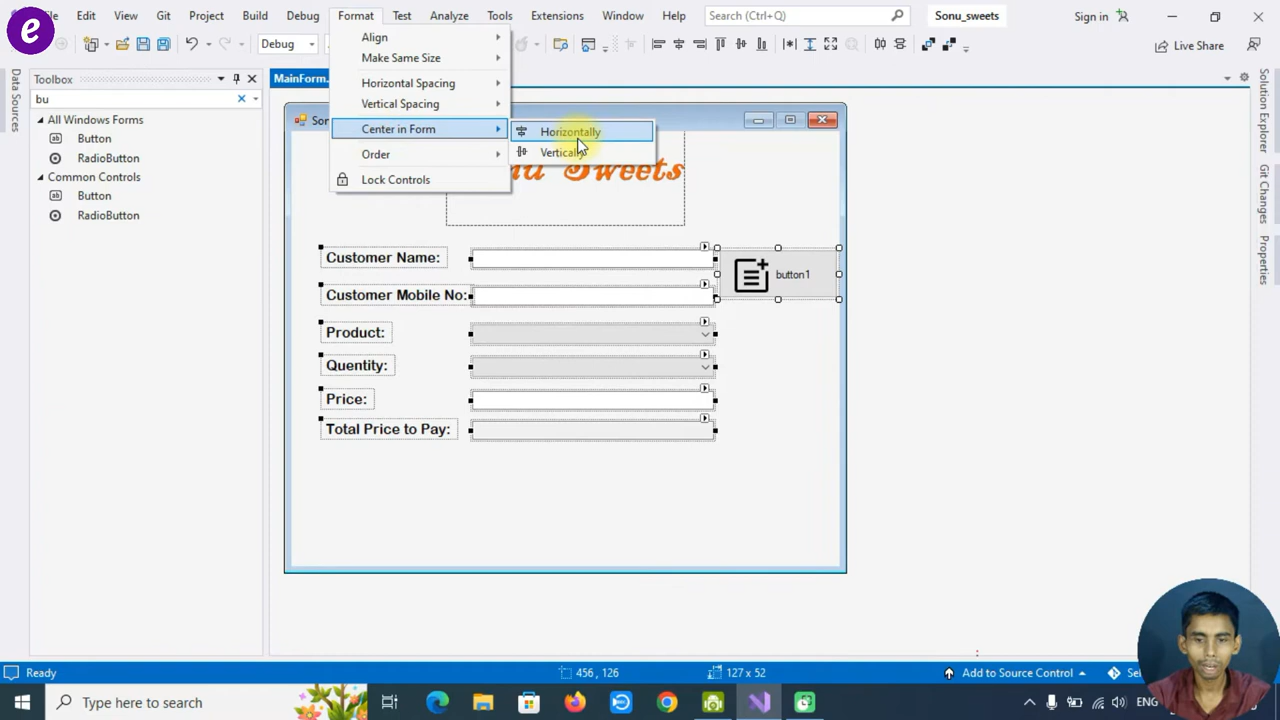 e
File Edit View Git Project Build Debug Format Test Analyze Tools Extensions Window Help Search (Ctrl+Q) Sonu_sweets Sign in
Debug Live Share
Data Sources
Toolbox
bu
All Windows Forms
Button
RadioButton
Common Controls
Button
RadioButton
MainForm.
Align
Make Same Size
Horizontal Spacing
Vertical Spacing
Center in Form
Order
Lock Controls
Horizontally
Vertically
Son
Sweets
Customer Name:
Customer Mobile No:
Product:
Quentity:
Price:
Total Price to Pay:
button1
Solution Explorer
Git Changes
Properties
Ready 456 , 126 127 x 52 Add to Source Control
Type here to search ENG